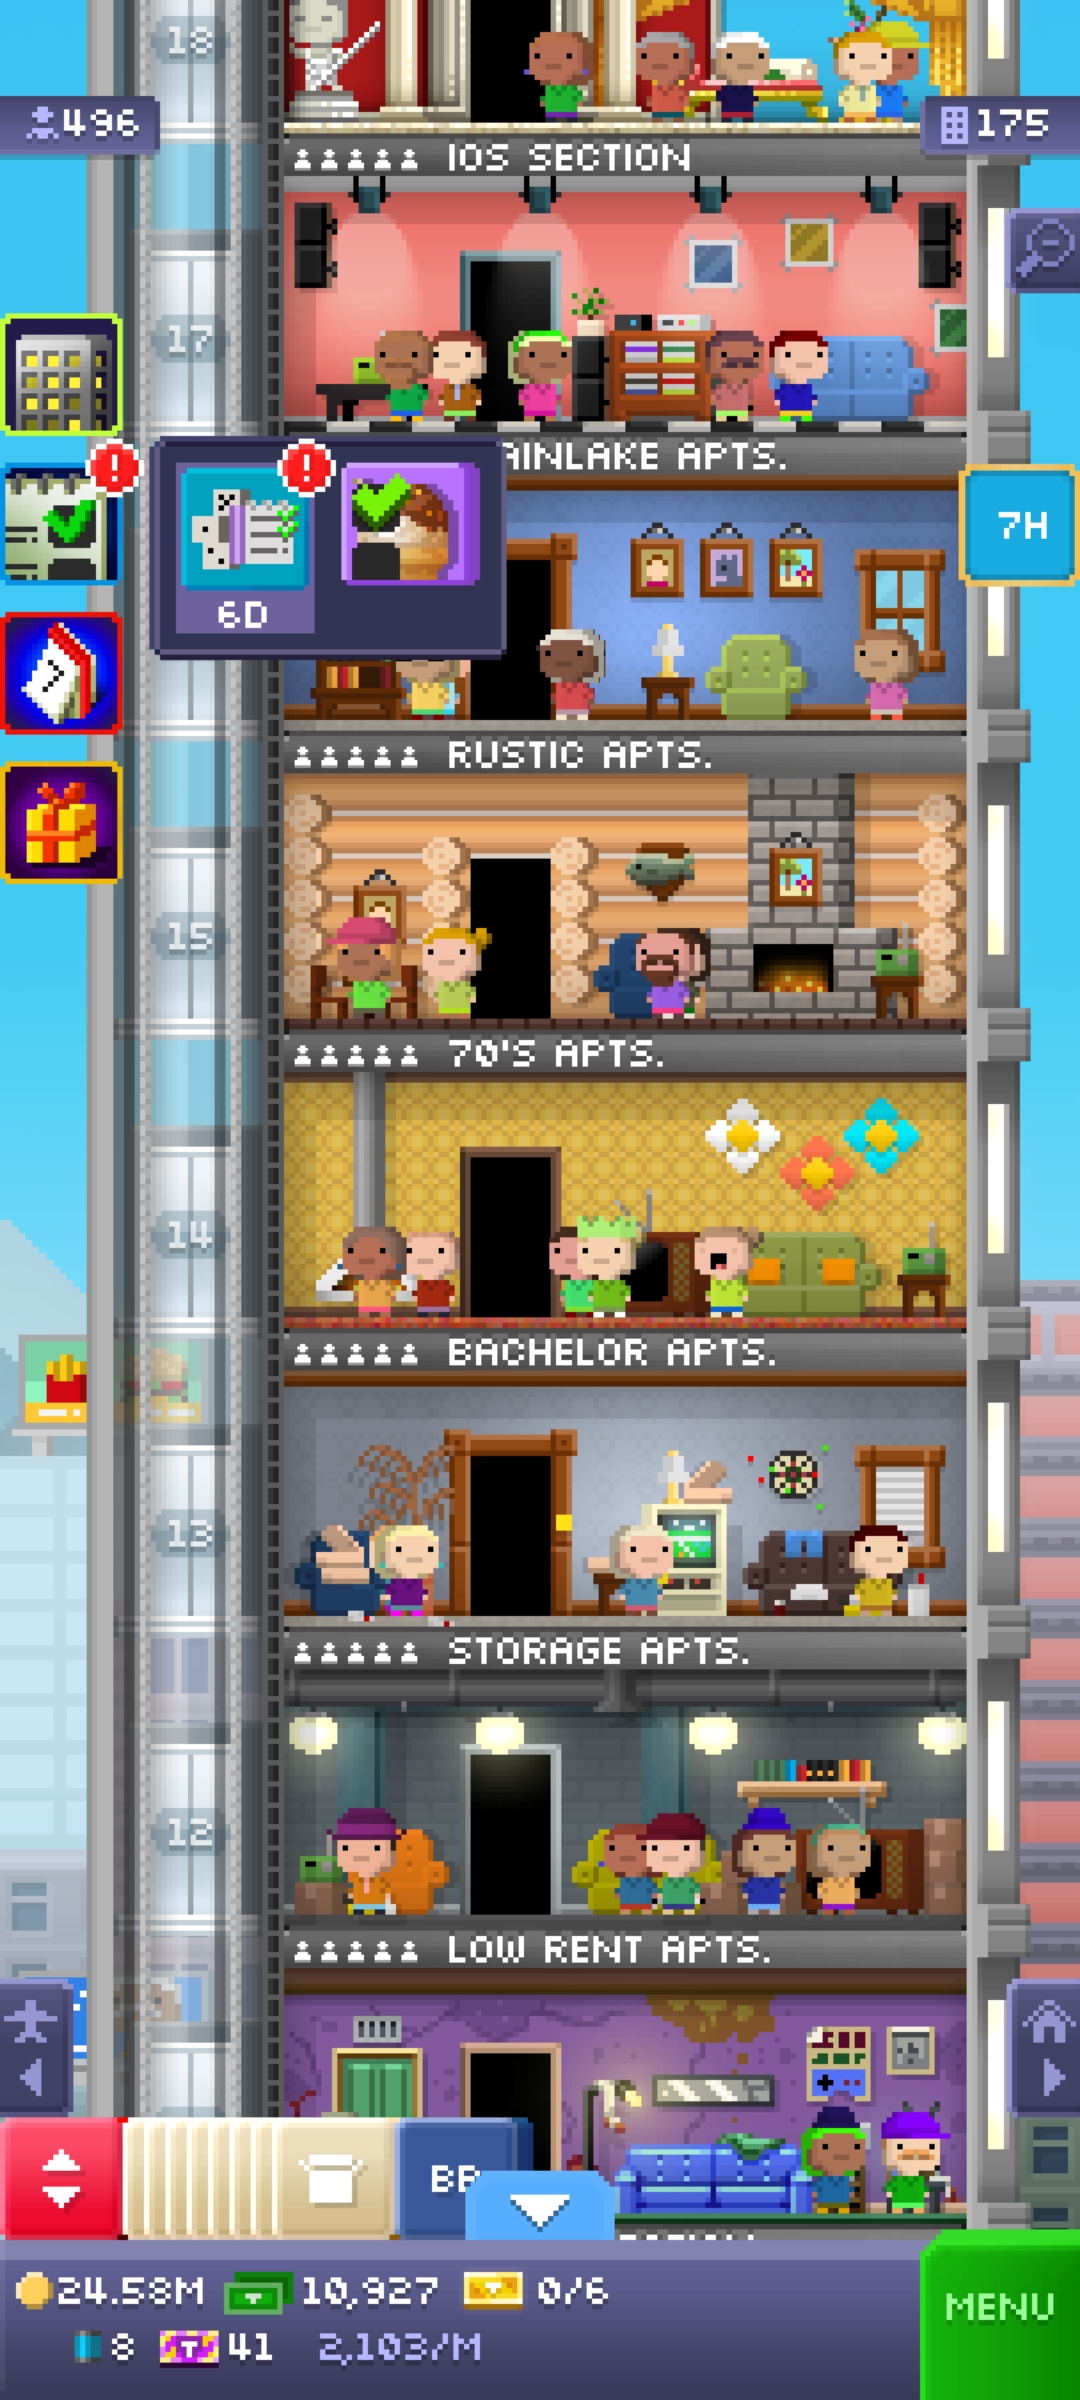 18
496
175
IOS SECTION
17
AINLAKE APTS.
7H
6D
RUSTIC APTS.
15
70'S APTS.
14
BACHELOR APTS.
13
STORAGE APTS.
12
LOW RENT APTS.
24.58M 10,927 0/6
8 41 2,103/M
MENU